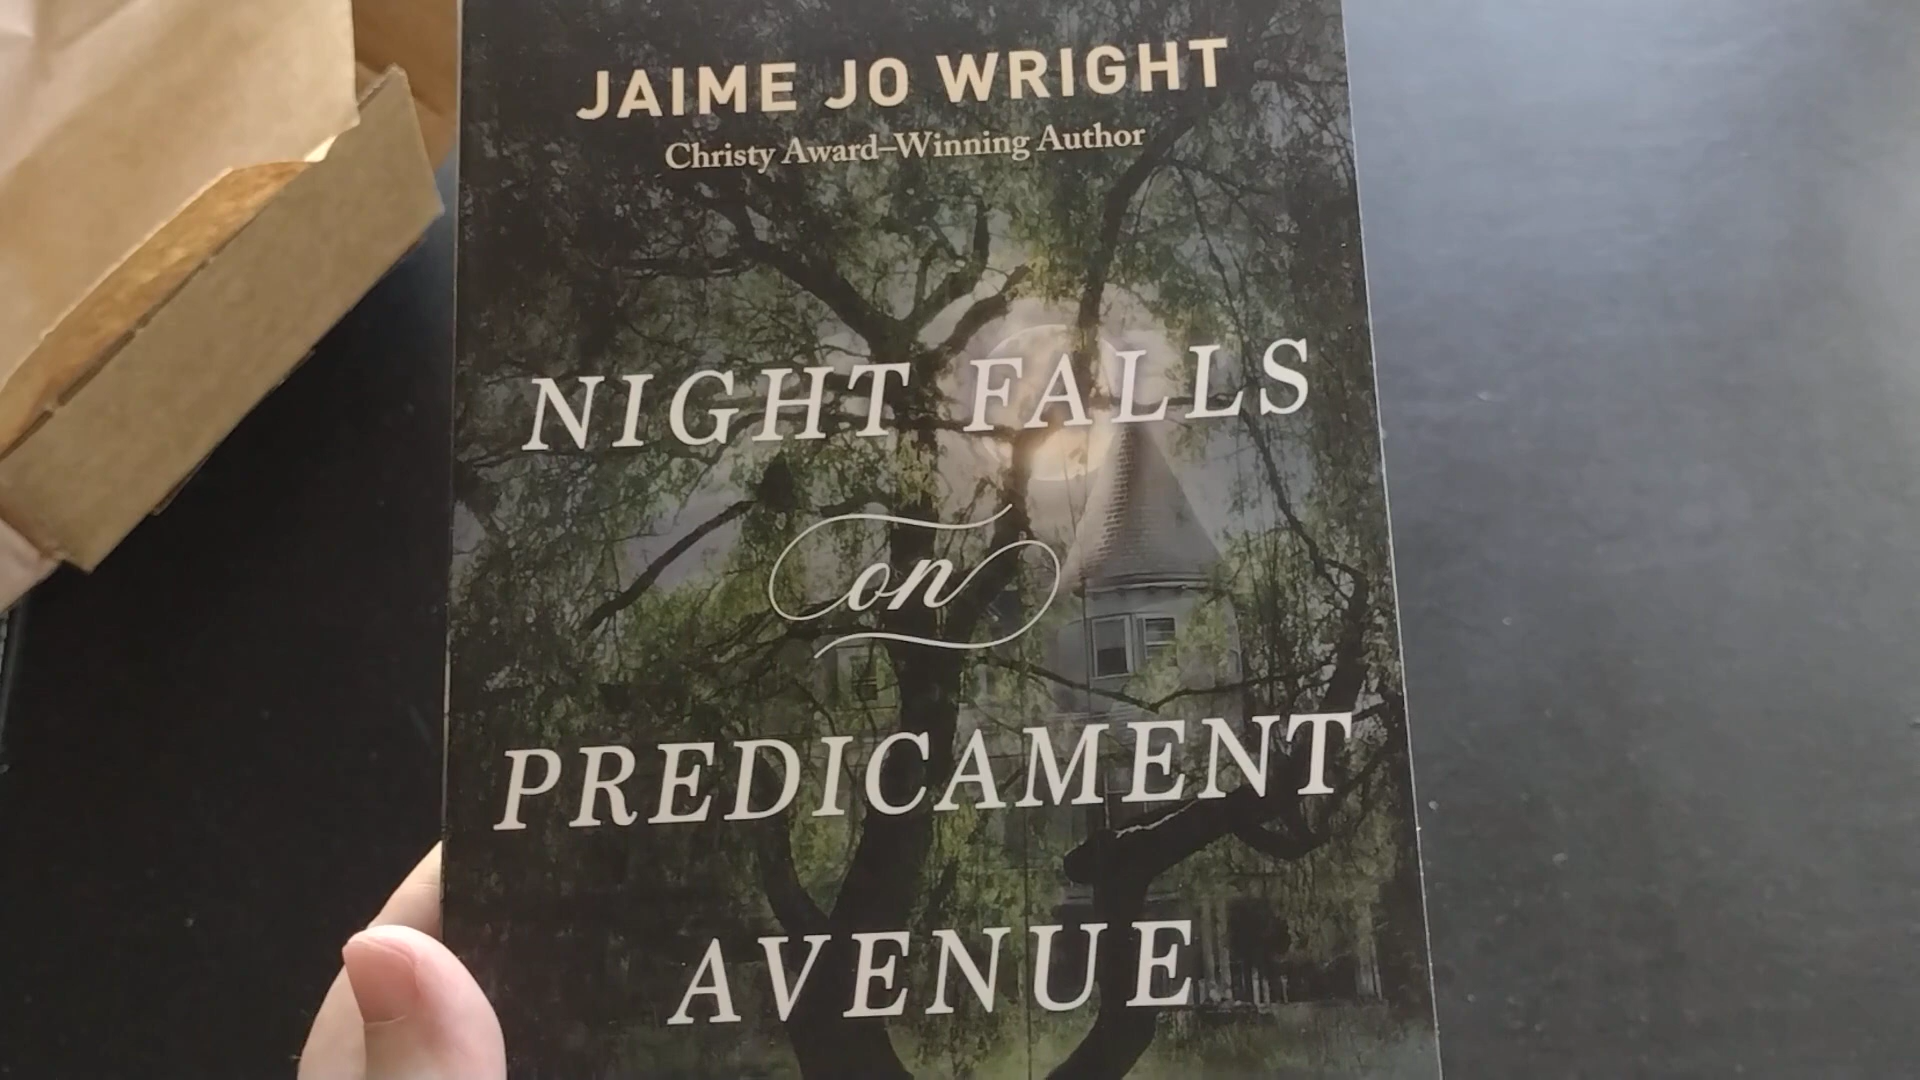 JAIME JO WRIGHT
Christy Award–Winning Author
NIGHT FALLS
on
PREDICAMENT
AVENUE